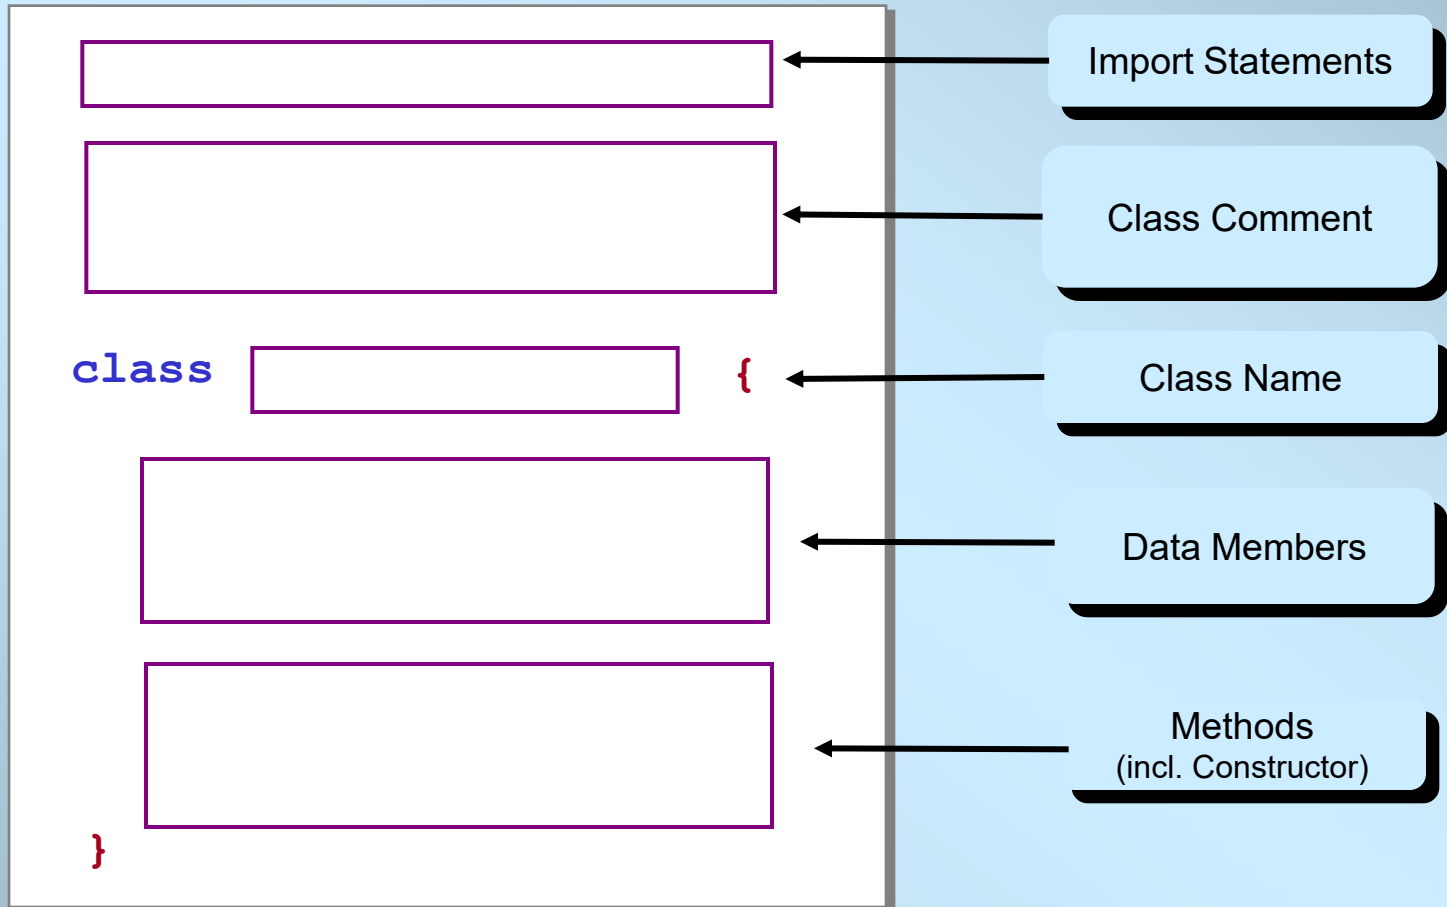 Import Statements
Class Comment
class { Class Name
Data Members
Methods
(incl. Constructor)
}